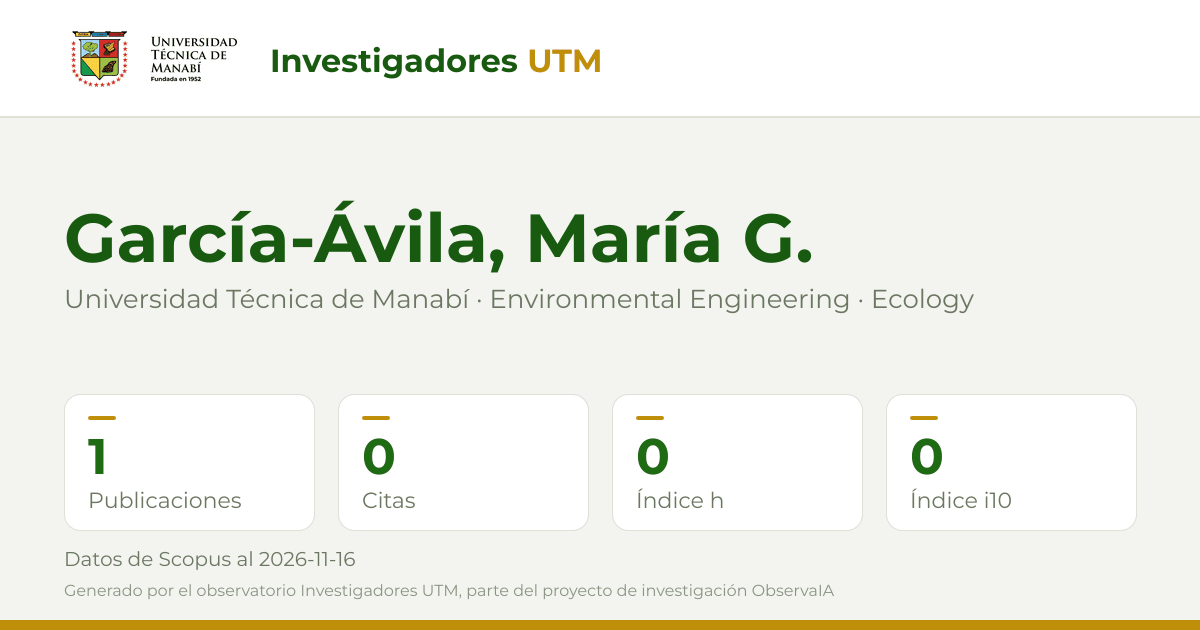 UNIVERSIDAD
TÉCNICA DE
MANABÍ
Fundada en 1952
Investigadores UTM
García-Ávila, María G.
Universidad Técnica de Manabí · Environmental Engineering · Ecology
1
Publicaciones
0
Citas
0
Índice h
0
Índice i10
Datos de Scopus al 2026-11-16
Generado por el observatorio Investigadores UTM, parte del proyecto de investigación ObservaIA